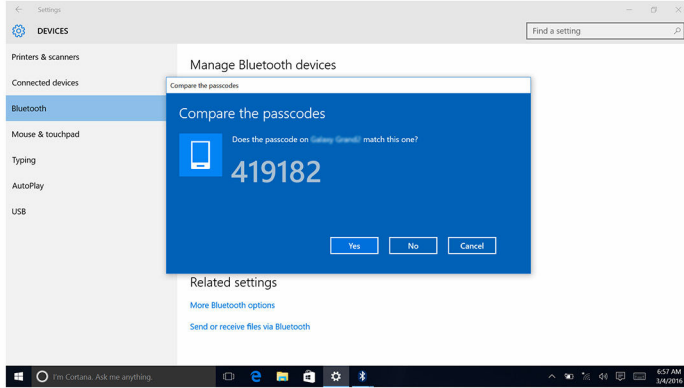 Settings
DEVICES
Find a setting
Printers & scanners
Connected devices
Bluetooth
Mouse & touchpad
Typing
AutoPlay
USB
Manage Bluetooth devices
Compare the passcodes
Compare the passcodes
Does the passcode on match this one?
419182
Yes No Cancel
Related settings
More Bluetooth options
Send or receive files via Bluetooth
I'm Cortana. Ask me anything.
6:57 AM
3/4/2016